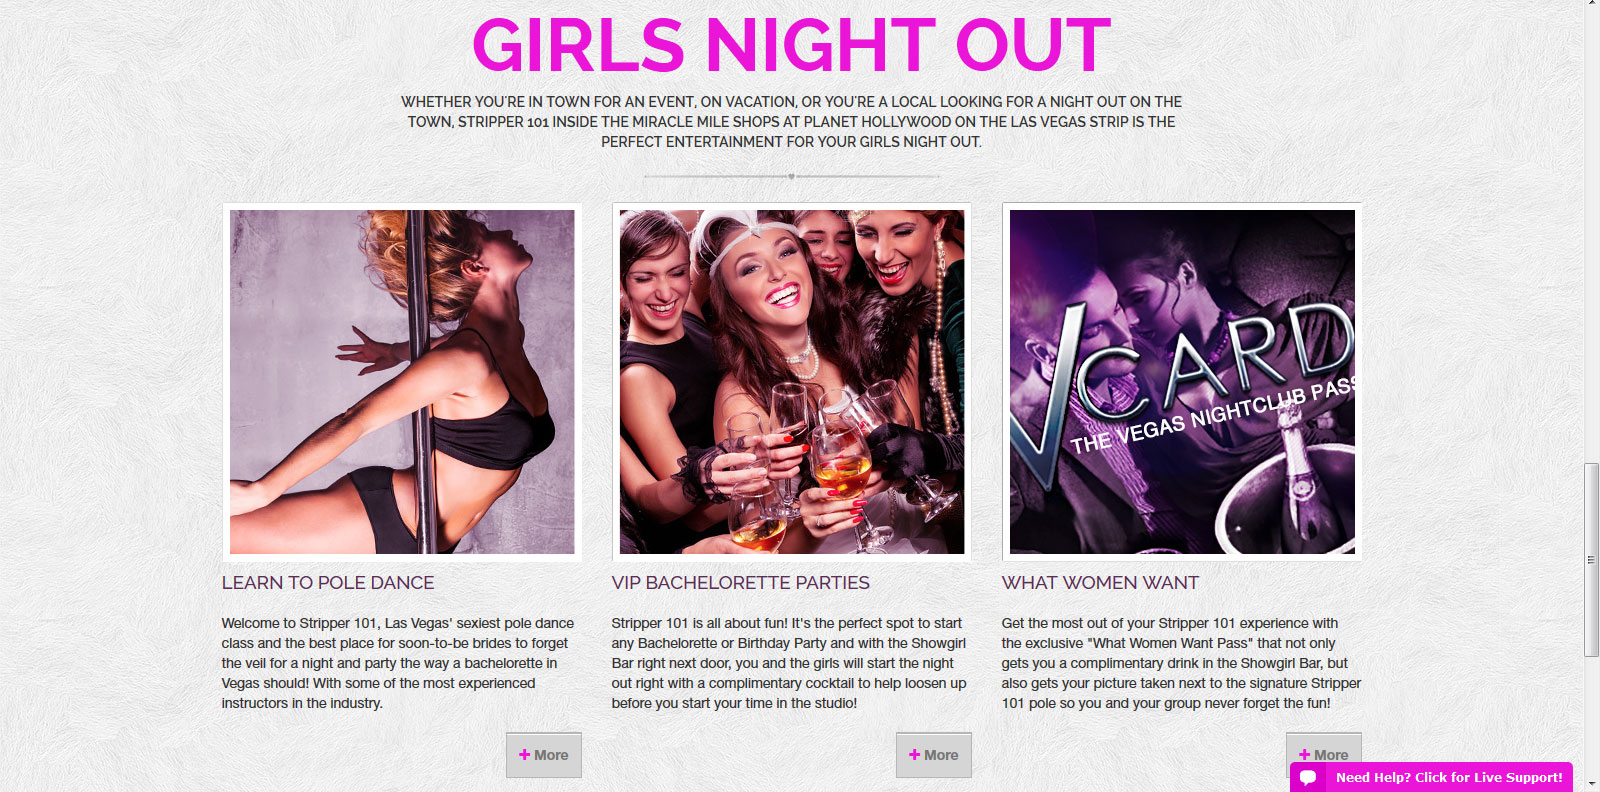 GIRLS NIGHT OUT
WHETHER YOU'RE IN TOWN FOR AN EVENT, ON VACATION, OR YOU'RE A LOCAL LOOKING FOR A NIGHT OUT ON THE
TOWN, STRIPPER 101 INSIDE THE MIRACLE MILE SHOPS AT PLANET HOLLYWOOD ON THE LAS VEGAS STRIP IS THE
PERFECT ENTERTAINMENT FOR YOUR GIRLS NIGHT OUT.
VCARD
THE VEGAS NIGHTCLUB PASS
LEARN TO POLE DANCE
Welcome to Stripper 101, Las Vegas' sexiest pole dance
class and the best place for soon-to-be brides to forget
the veil for a night and party the way a bachelorette in
Vegas should! With some of the most experienced
instructors in the industry.
+ More
VIP BACHELORETTE PARTIES
Stripper 101 is all about fun! It's the perfect spot to start
any Bachelorette or Birthday Party and with the Showgirl
Bar right next door, you and the girls will start the night
out right with a complimentary cocktail to help loosen up
before you start your time in the studio!
+ More
WHAT WOMEN WANT
Get the most out of your Stripper 101 experience with
the exclusive "What Women Want Pass" that not only
gets you a complimentary drink in the Showgirl Bar, but
also gets your picture taken next to the signature Stripper
101 pole so you and your group never forget the fun!
+ More
Need Help? Click for Live Support!